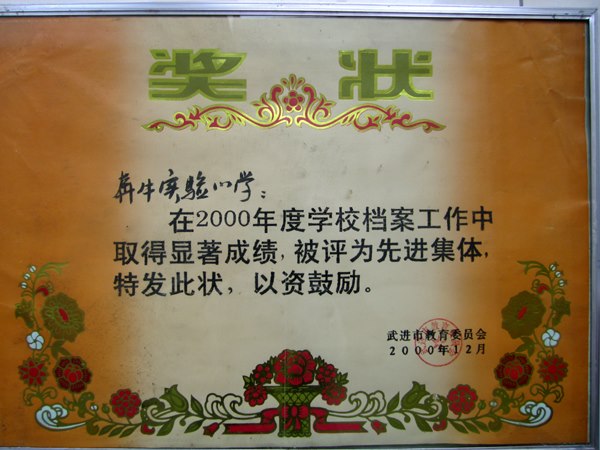 奖状
奔牛实验小学：
在2000年度学校档案工作中
取得显著成绩，被评为先进集体，
特发此状，以资鼓励。
武进市教育委员会
2000年12月